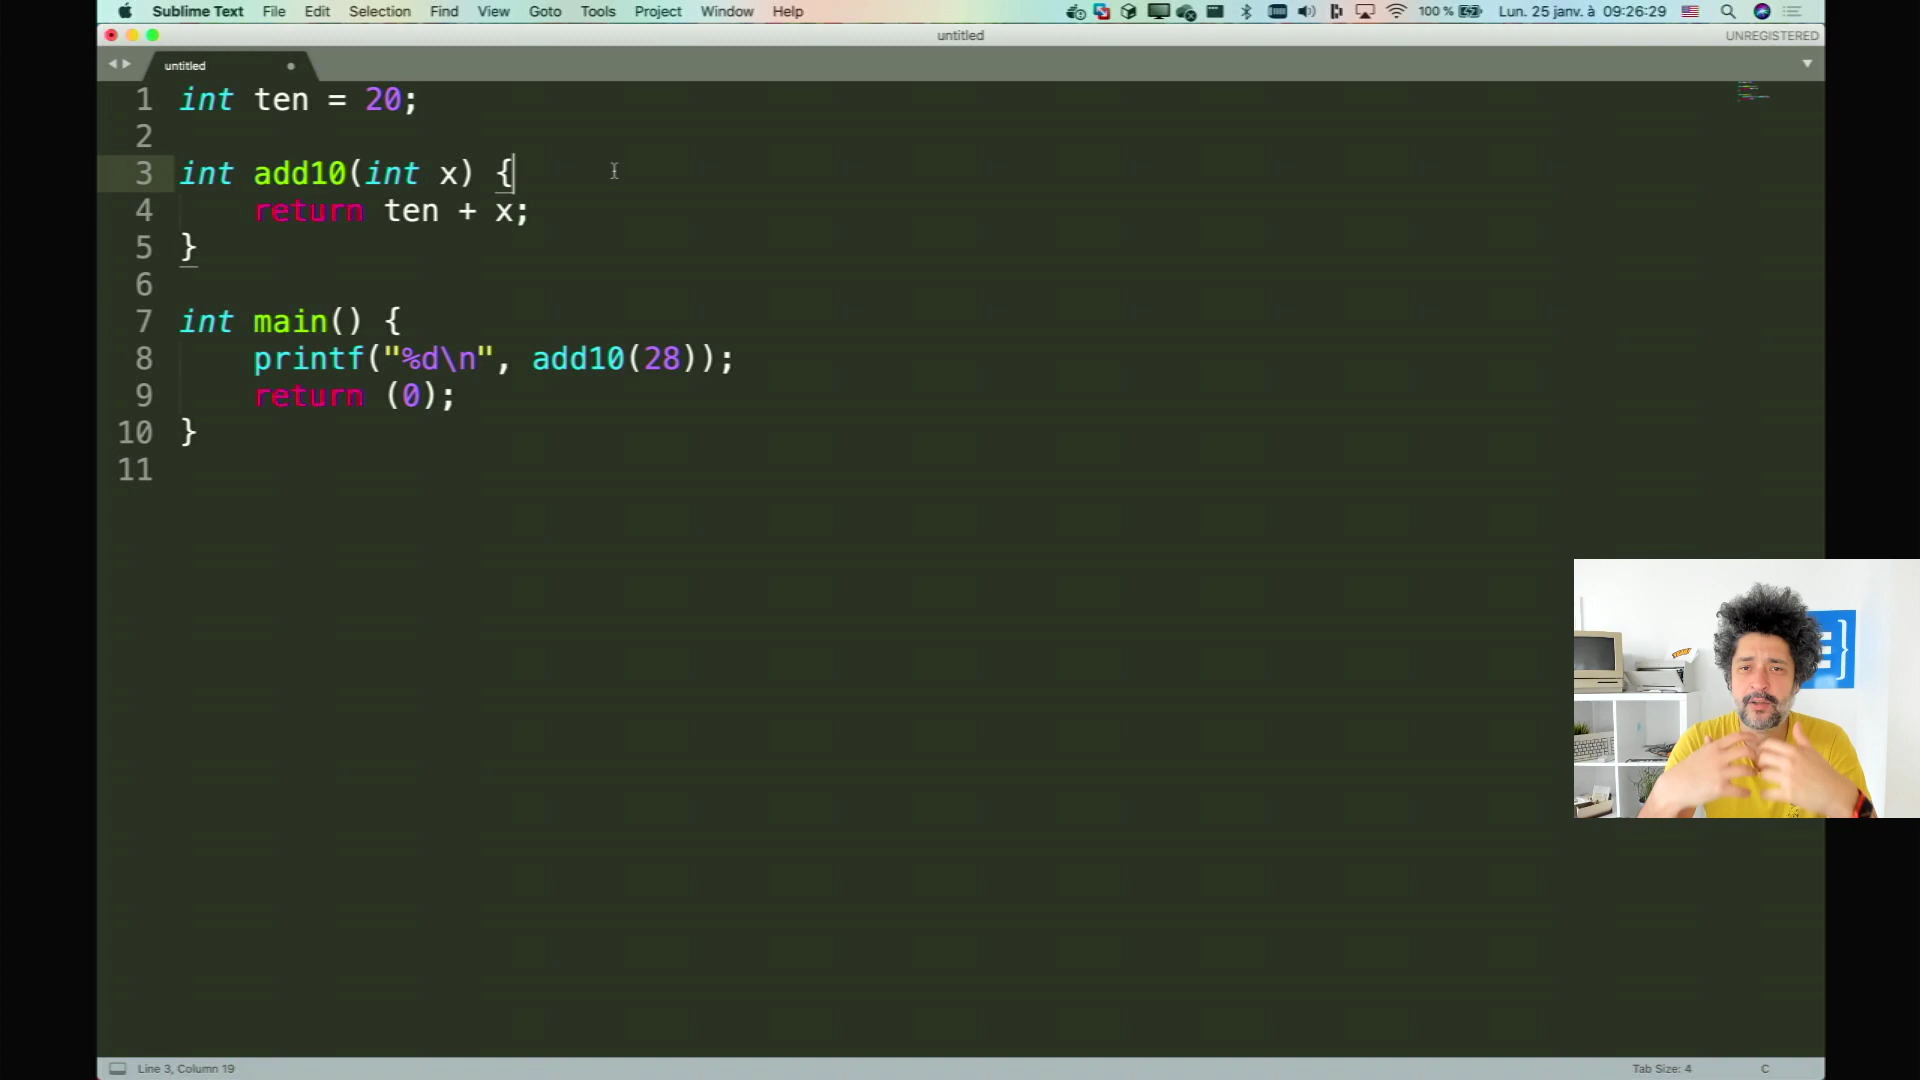 Sublime Text File Edit Selection Find View Goto Tools Project Window Help 100 % Lun. 25 janv. à 09:26:29
untitled UNREGISTERED
untitled
1 int ten = 20;
2
3 int add10(int x) {
4 return ten + x;
5 }
6
7 int main() {
8 printf("%d\n", add10(28));
9 return (0);
10 }
11
E}
Line 3, Column 19 Tab Size: 4 C